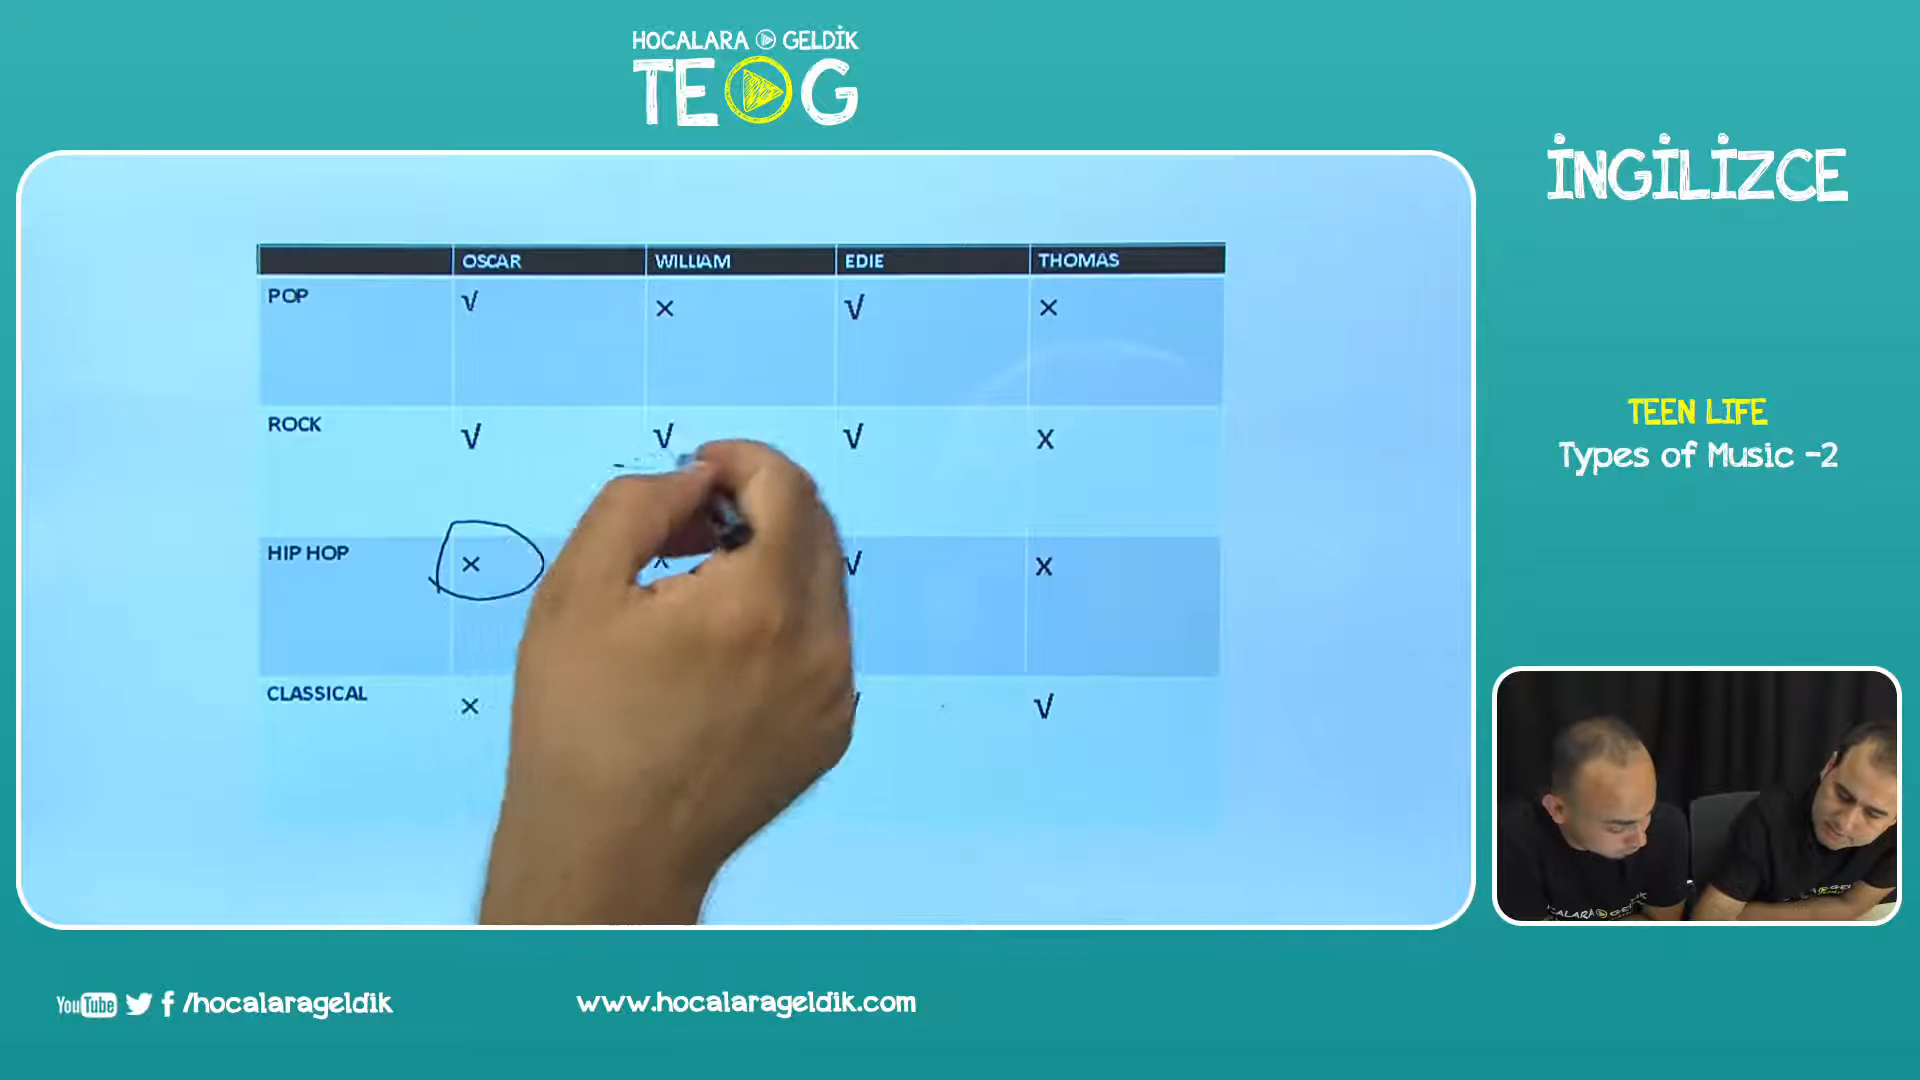 HOCALARA GELDİK
TEOG
İNGİLİZCE
OSCAR WILLIAM EDIE THOMAS
POP √ × √ ×
ROCK √ √ √ X
HIP HOP × X √ X
CLASSICAL × √
TEEN LIFE
Types of Music -2
YouTube f /hocalarageldik
www.hocalarageldik.com